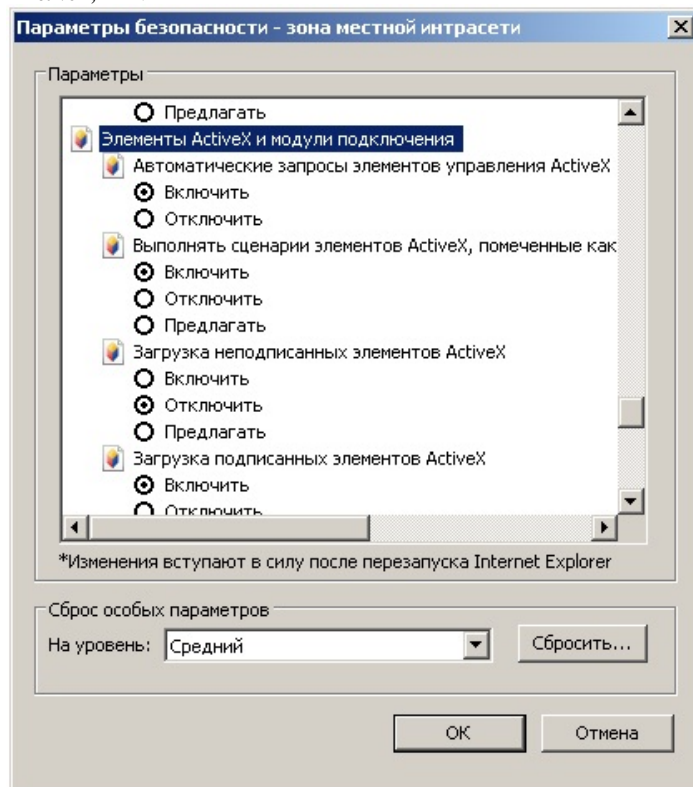 Параметры безопасности - зона местной интрасети
Параметры
Предлагать
Элементы ActiveX и модули подключения
Автоматические запросы элементов управления ActiveX
Включить
Отключить
Выполнять сценарии элементов ActiveX, помеченные как
Включить
Отключить
Предлагать
Загрузка неподписанных элементов ActiveX
Включить
Отключить
Предлагать
Загрузка подписанных элементов ActiveX
Включить
Отключить
*Изменения вступают в силу после перезапуска Internet Explorer
Сброс особых параметров
На уровень: Средний Сбросить...
ОК Отмена